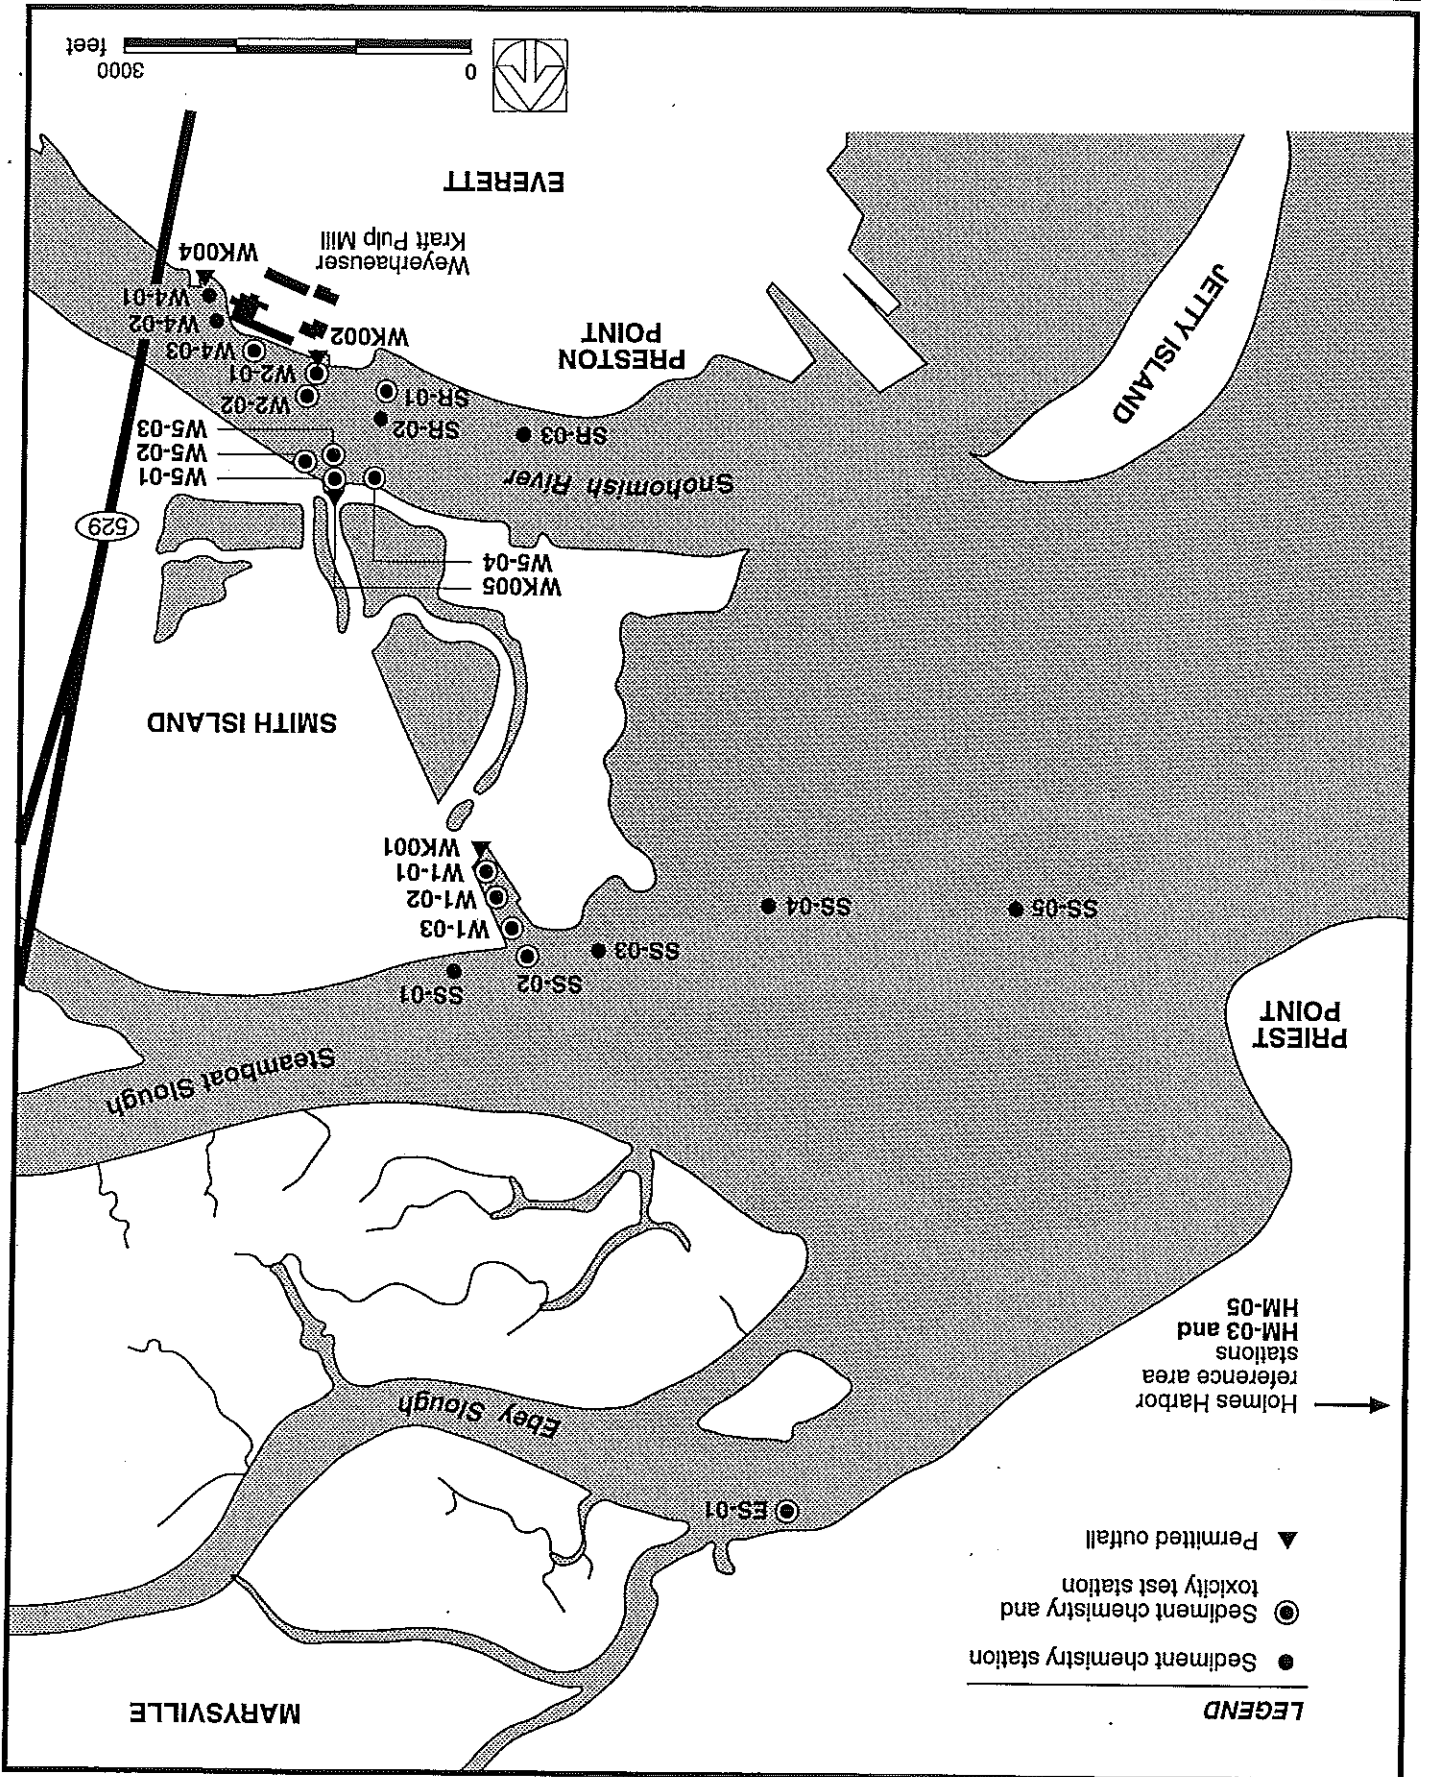 LEGEND
Sediment chemistry station
Sediment chemistry and
toxicity test station
Permitted outfall
MARYSVILLE
ES-01
Ebey Slough
Holmes Harbor
reference area
stations
HM-03 and
HM-05
Steamboat Slough
PRIEST
POINT
SS-01
SS-02
SS-03
SS-04
SS-05
W1-03
W1-02
W1-01
WK001
SMITH ISLAND
WK005
W5-04
529
Snohomish River
W5-01
W5-02
W5-03
SR-03
SR-02
SR-01
W2-02
W2-01
W4-03
W4-02
W4-01
WK002
WK004
JETTY ISLAND
PRESTON
POINT
Weyerhaeuser
Kraft Pulp Mill
EVERETT
0
3000
feet